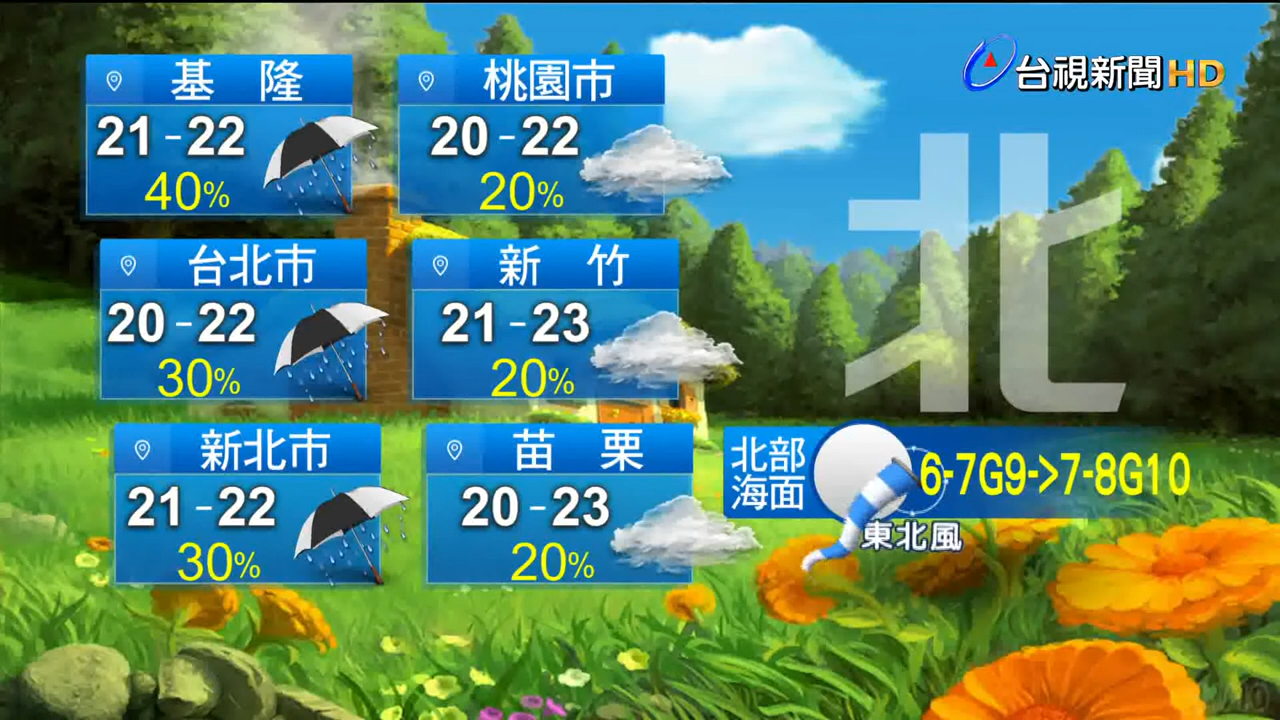 台視新聞HD
北
基 隆
21-22
40%
桃園市
20-22
20%
台北市
20-22
30%
新 竹
21-23
20%
新北市
21-22
30%
苗 栗
20-23
20%
北部
海面
6-7G9->7-8G10
東北風